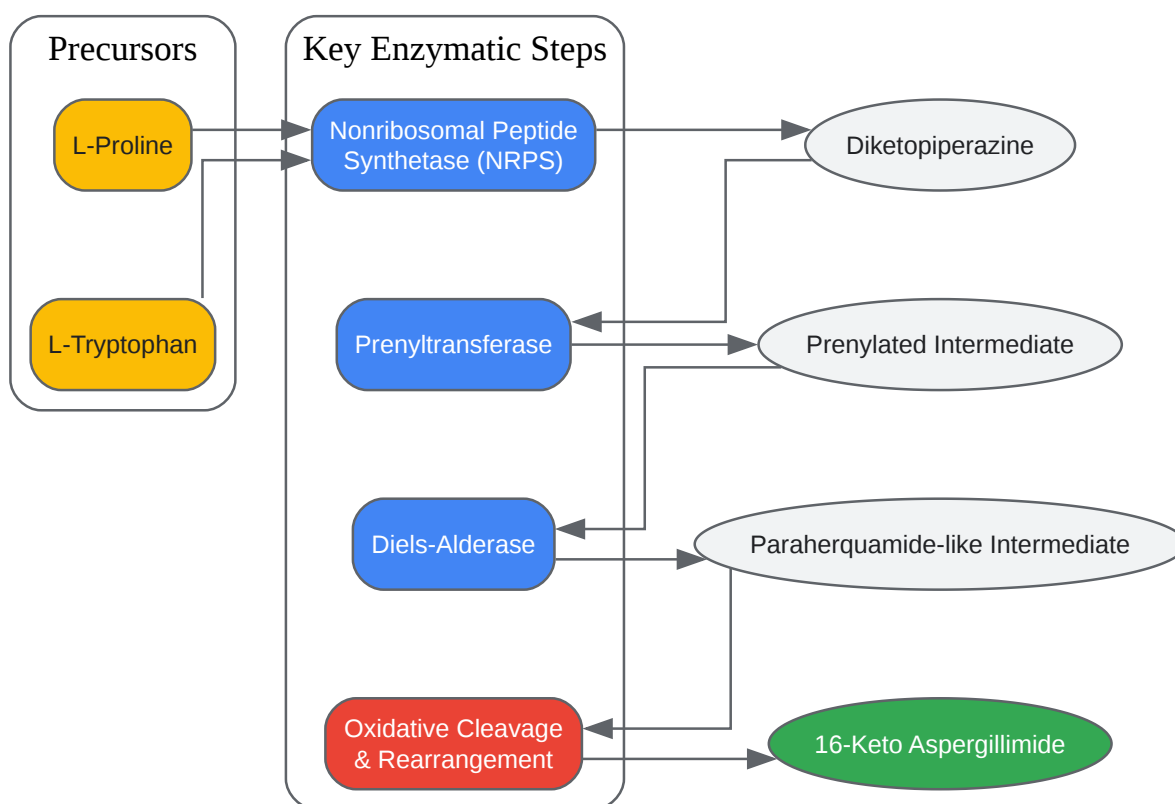 Precursors
Key Enzymatic Steps
L-Proline
Nonribosomal Peptide
Synthetase (NRPS)
Diketopiperazine
L-Tryptophan
Prenyltransferase
Prenylated Intermediate
Diels-Alderase
Paraherquamide-like Intermediate
Oxidative Cleavage
& Rearrangement
16-Keto Aspergillimide